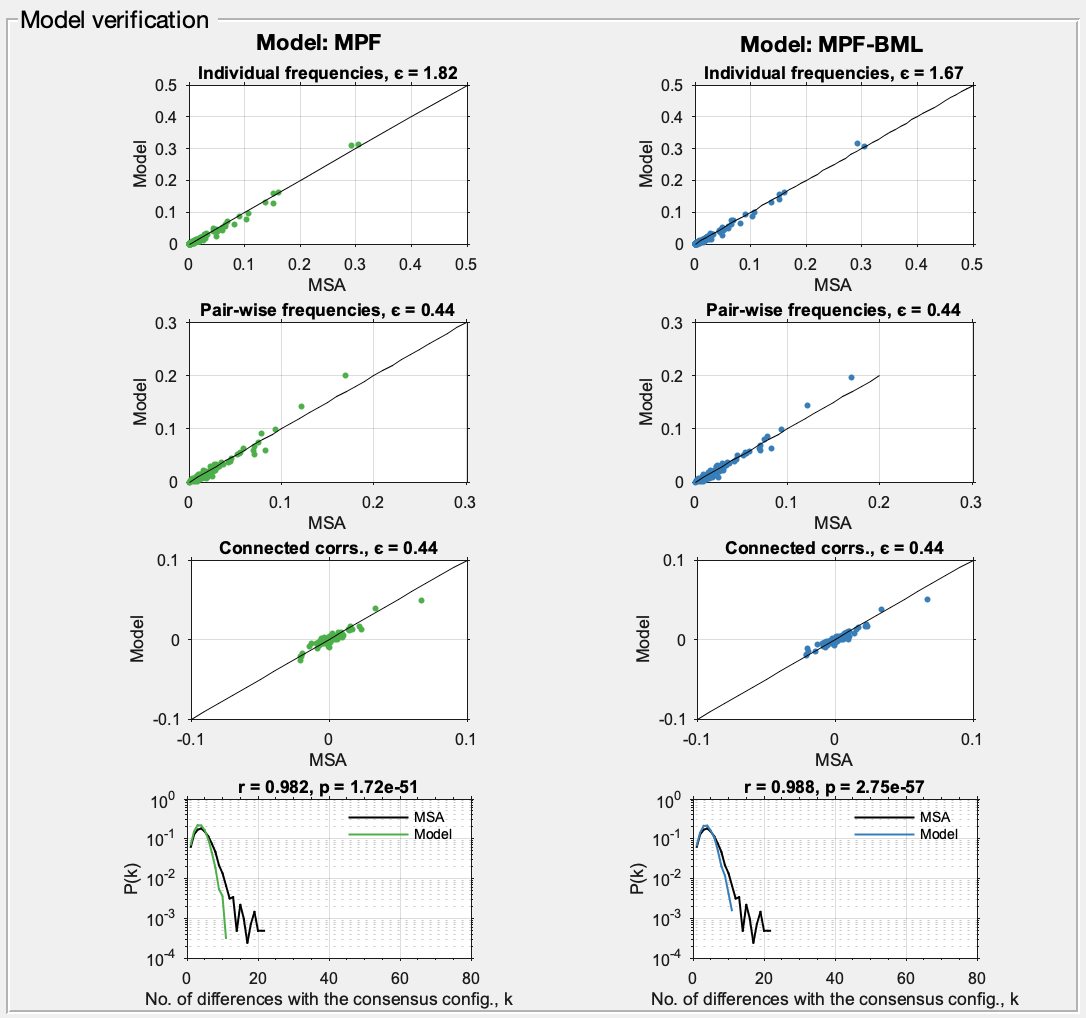 Model verification
Model: MPF
Individual frequencies, ϵ = 1.82
0.5
0.4
0.3
0.2
0.1
0
Model
0 0.1 0.2 0.3 0.4 0.5
MSA
Pair-wise frequencies, ϵ = 0.44
0.3
0.2
0.1
0
Model
0 0.1 0.2 0.3
MSA
Connected corrs., ϵ = 0.44
0.1
0
-0.1
Model
-0.1 0 0.1
MSA
r = 0.982, p = 1.72e-51
10^0
10^-1
10^-2
10^-3
10^-4
P(k)
MSA
Model
0 20 40 60 80
No. of differences with the consensus config., k
Model: MPF-BML
Individual frequencies, ϵ = 1.67
0.5
0.4
0.3
0.2
0.1
0
Model
0 0.1 0.2 0.3 0.4 0.5
MSA
Pair-wise frequencies, ϵ = 0.44
0.3
0.2
0.1
0
Model
0 0.1 0.2 0.3
MSA
Connected corrs., ϵ = 0.44
0.1
0
-0.1
Model
-0.1 0 0.1
MSA
r = 0.988, p = 2.75e-57
10^0
10^-1
10^-2
10^-3
10^-4
P(k)
MSA
Model
0 20 40 60 80
No. of differences with the consensus config., k